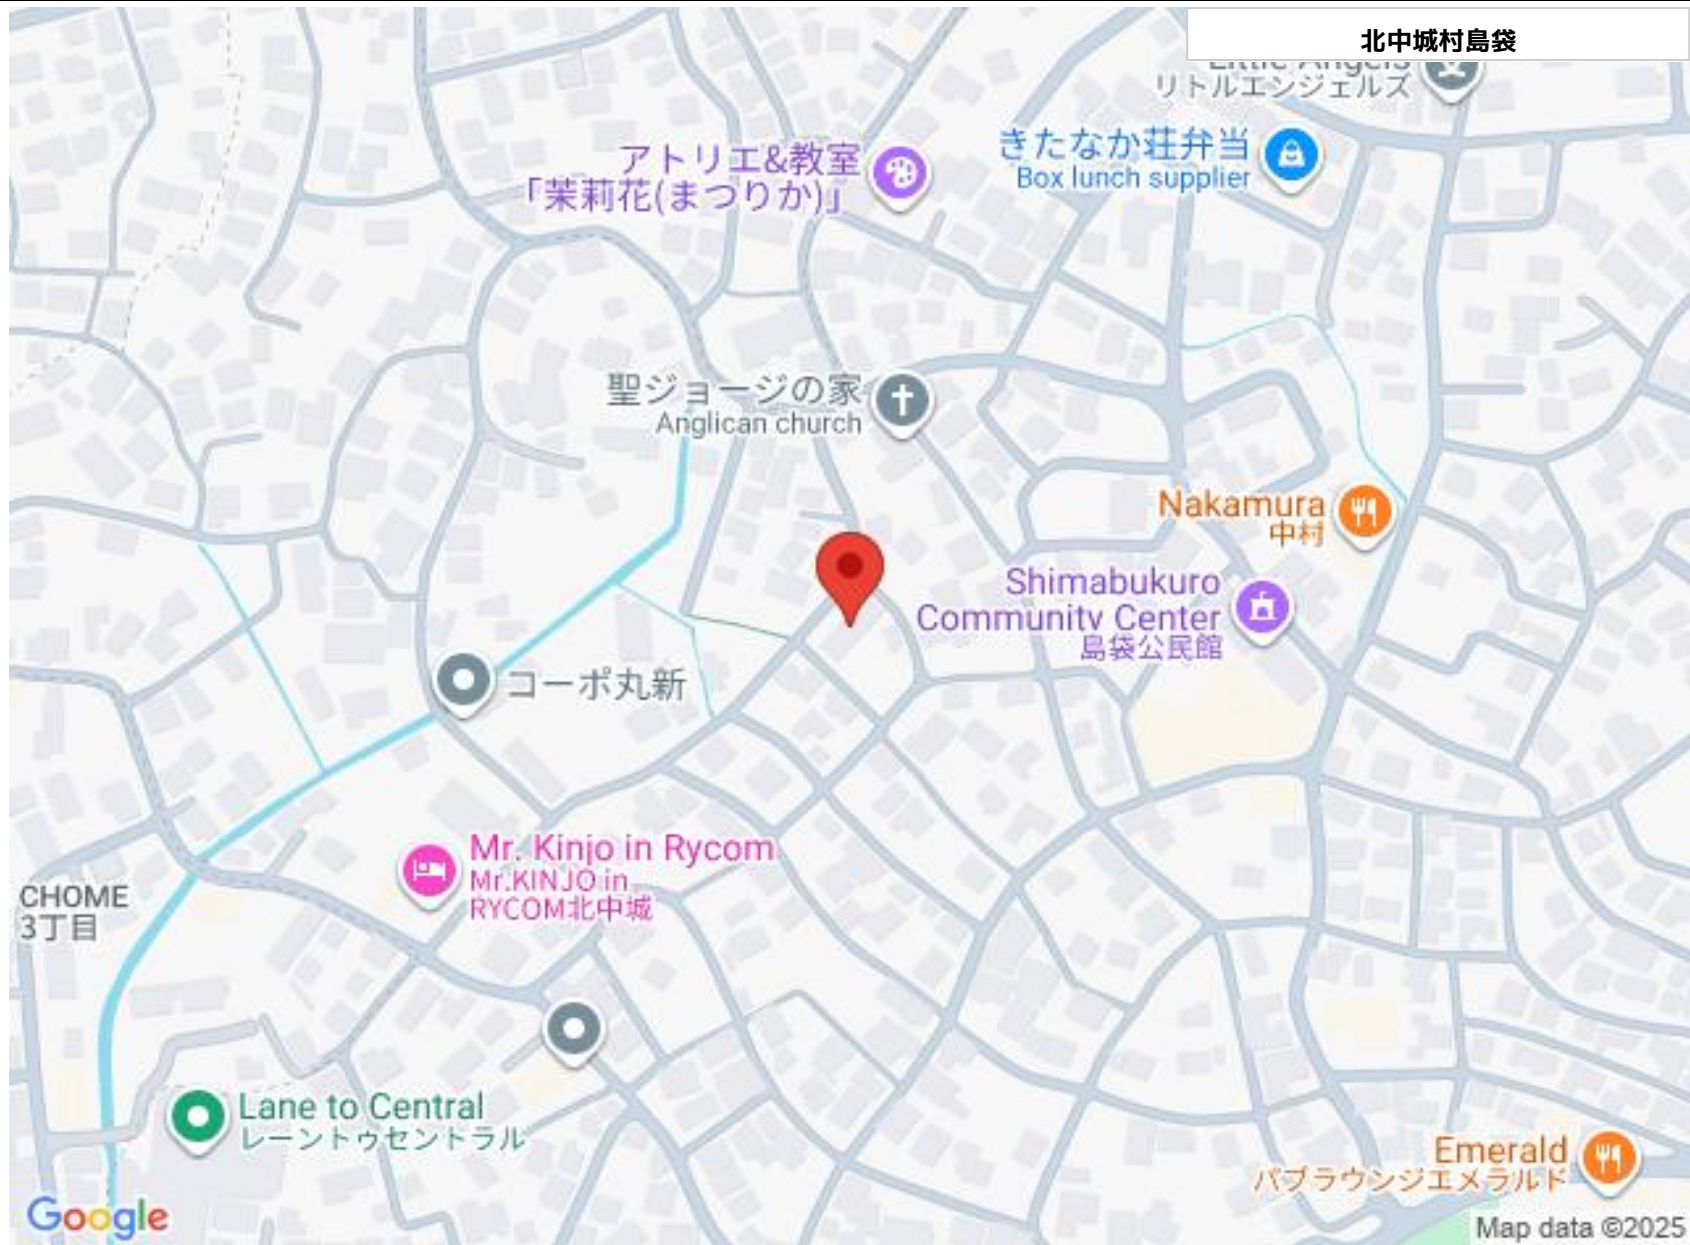 北中城村島袋
Little Angels
リトルエンジェルズ
アトリエ&教室
「茉莉花(まつりか)」
きたなか荘弁当
Box lunch supplier
聖ジョージの家
Anglican church
Nakamura
中村
Shimabukuro
Community Center
島袋公民館
コーポ丸新
Mr. Kinjo in Rycom
Mr.KINJO in
RYCOM北中城
CHOME
3丁目
Lane to Central
レーントゥセントラル
Emerald
パブラウンジエメラルド
Google
Map data ©2025